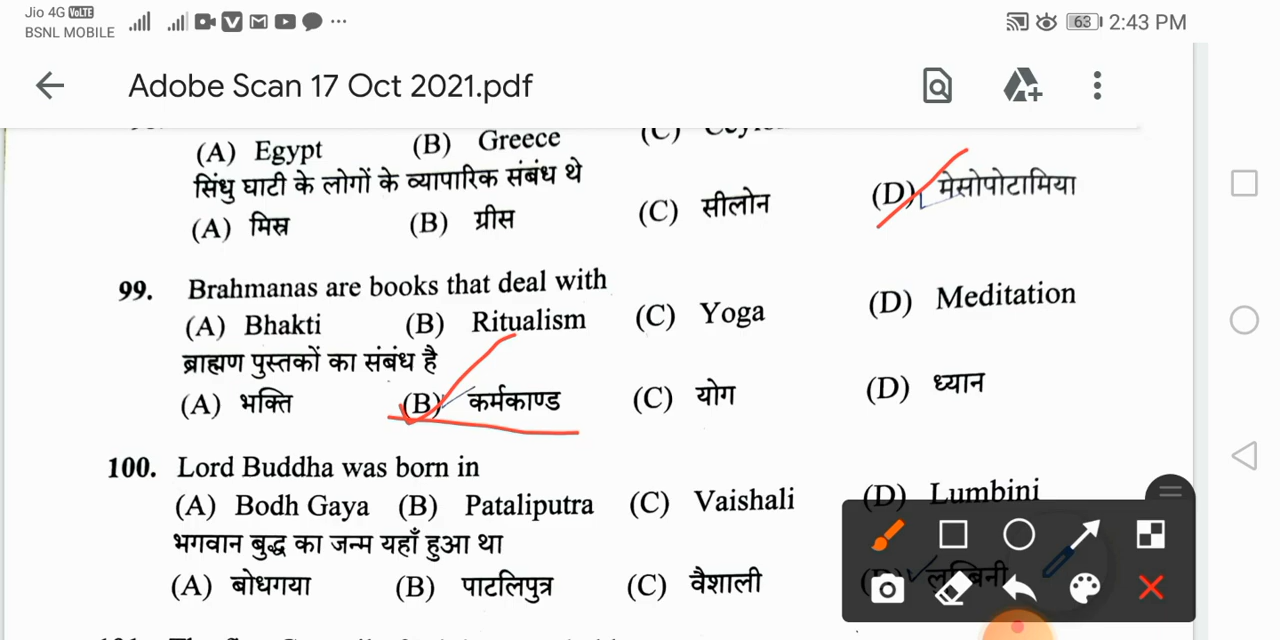 Jio 4G VoLTE
BSNL MOBILE
63 2:43 PM
Adobe Scan 17 Oct 2021.pdf
(A) Egypt (B) Greece (C)
सिंधु घाटी के लोगों के व्यापारिक संबंध थे
(A) मिस्र (B) ग्रीस (C) सीलोन (D) मेसोपोटामिया
99. Brahmanas are books that deal with
(A) Bhakti (B) Ritualism (C) Yoga (D) Meditation
ब्राह्मण पुस्तकों का संबंध है
(A) भक्ति (B) कर्मकाण्ड (C) योग (D) ध्यान
100. Lord Buddha was born in
(A) Bodh Gaya (B) Pataliputra (C) Vaishali (D) Lumbini
भगवान बुद्ध का जन्म यहाँ हुआ था
(A) बोधगया (B) पाटलिपुत्र (C) वैशाली (D) लुम्बिनी